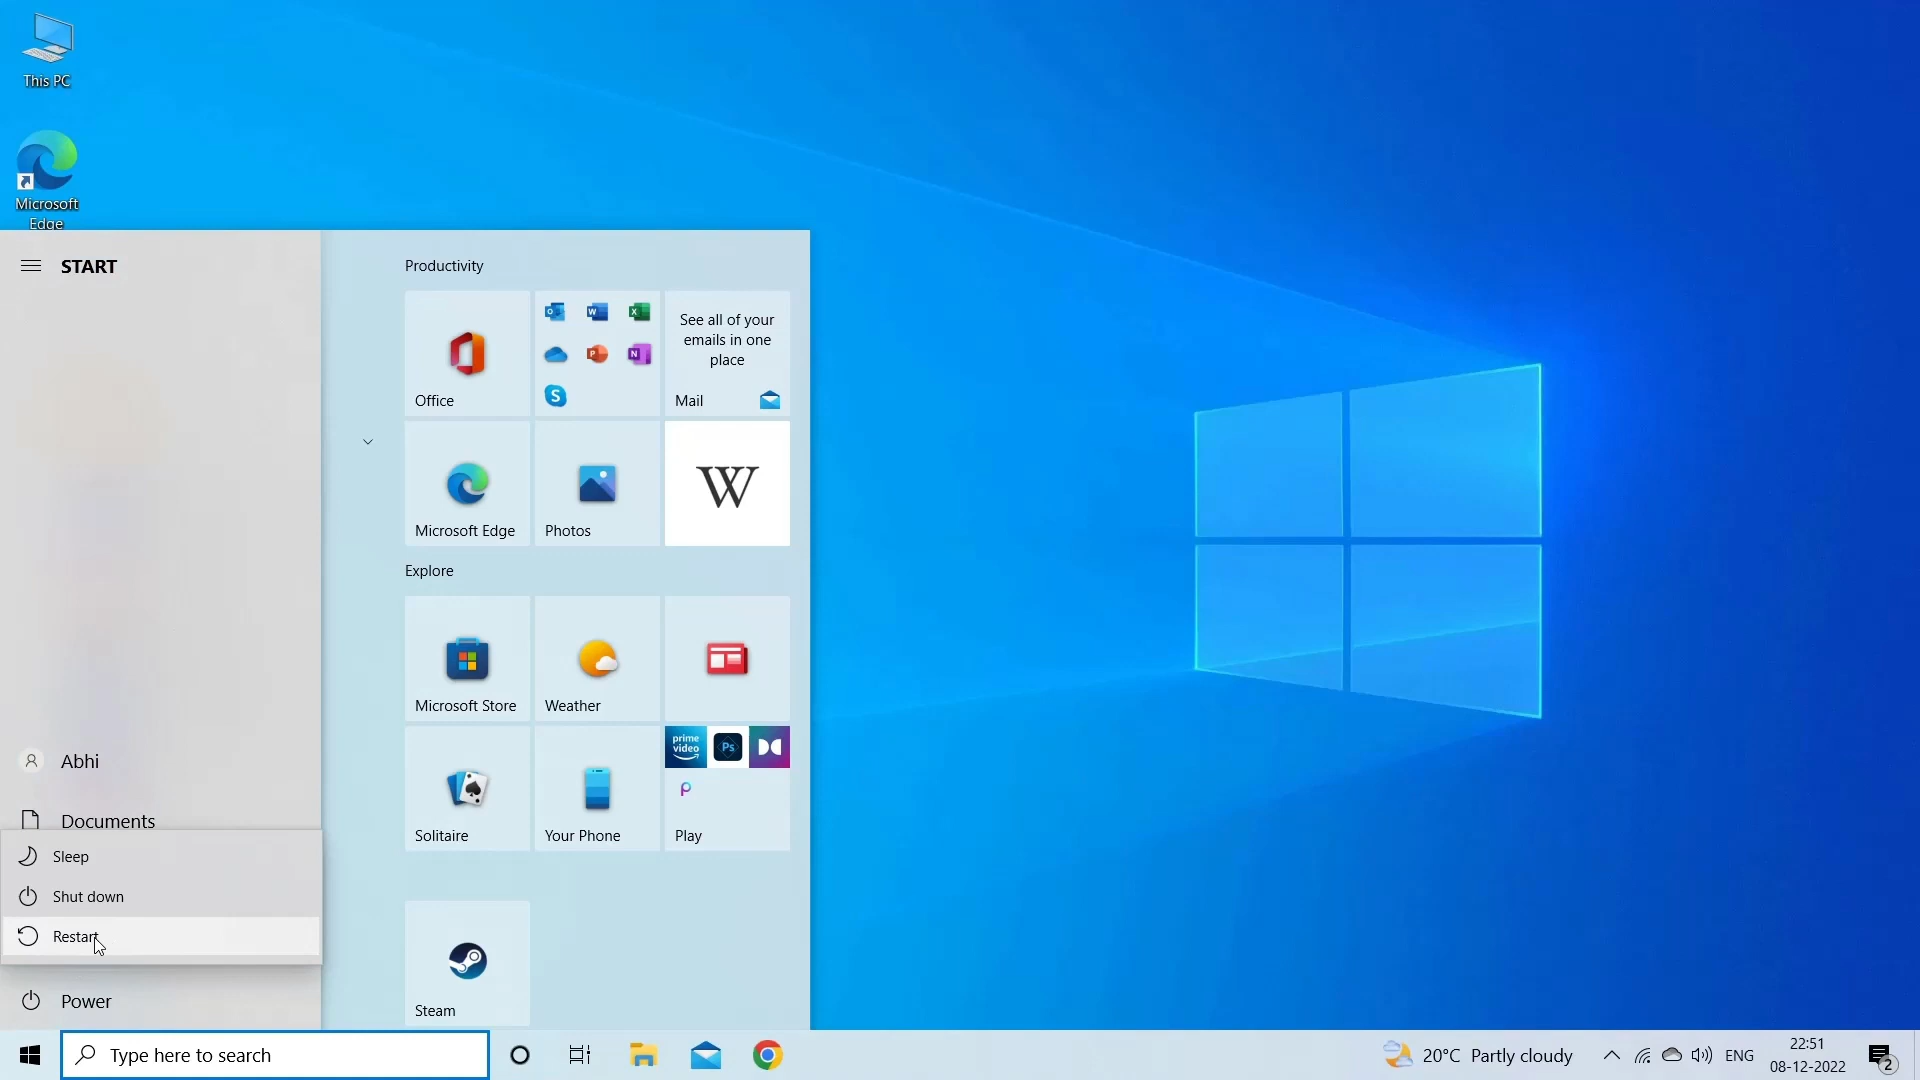 This PC
Microsoft
Edge
START
Productivity
Office
See all of your
emails in one
place
Mail
Microsoft Edge
Photos
W
Explore
Microsoft Store
Weather
Solitaire
Your Phone
prime
video
Ps
Play
Steam
Abhi
Documents
Sleep
Shut down
Restart
Power
Type here to search
20°C Partly cloudy
ENG
22:51
08-12-2022
2